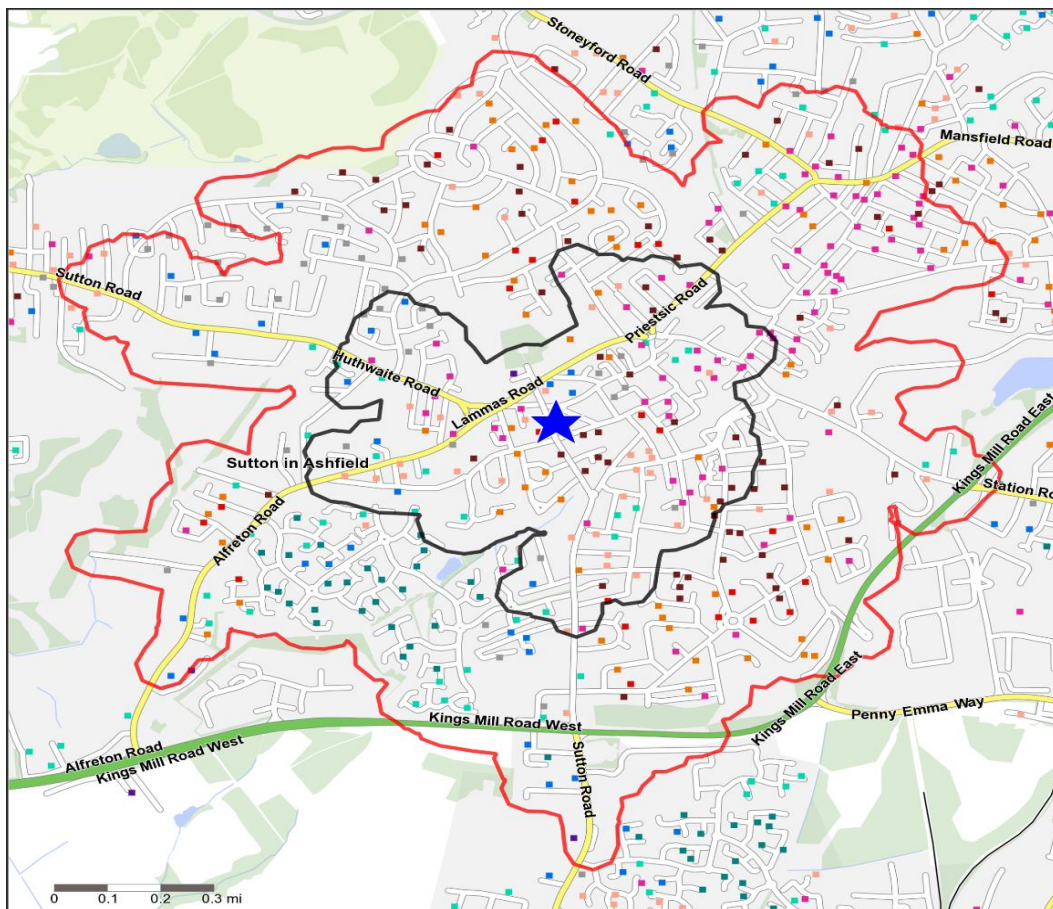 Stoneyford Road
Mansfield Road
Sutton Road
Priestsic Road
Huthwaite Road
Lammas Road
Kings Mill Road East
Sutton in Ashfield
Station Ro
Alfreton Road
Kings Mill Road East
Penny Emma Way
Kings Mill Road West
Alfreton Road
Kings Mill Road West
Sutton Road
0 0.1 0.2 0.3 mi